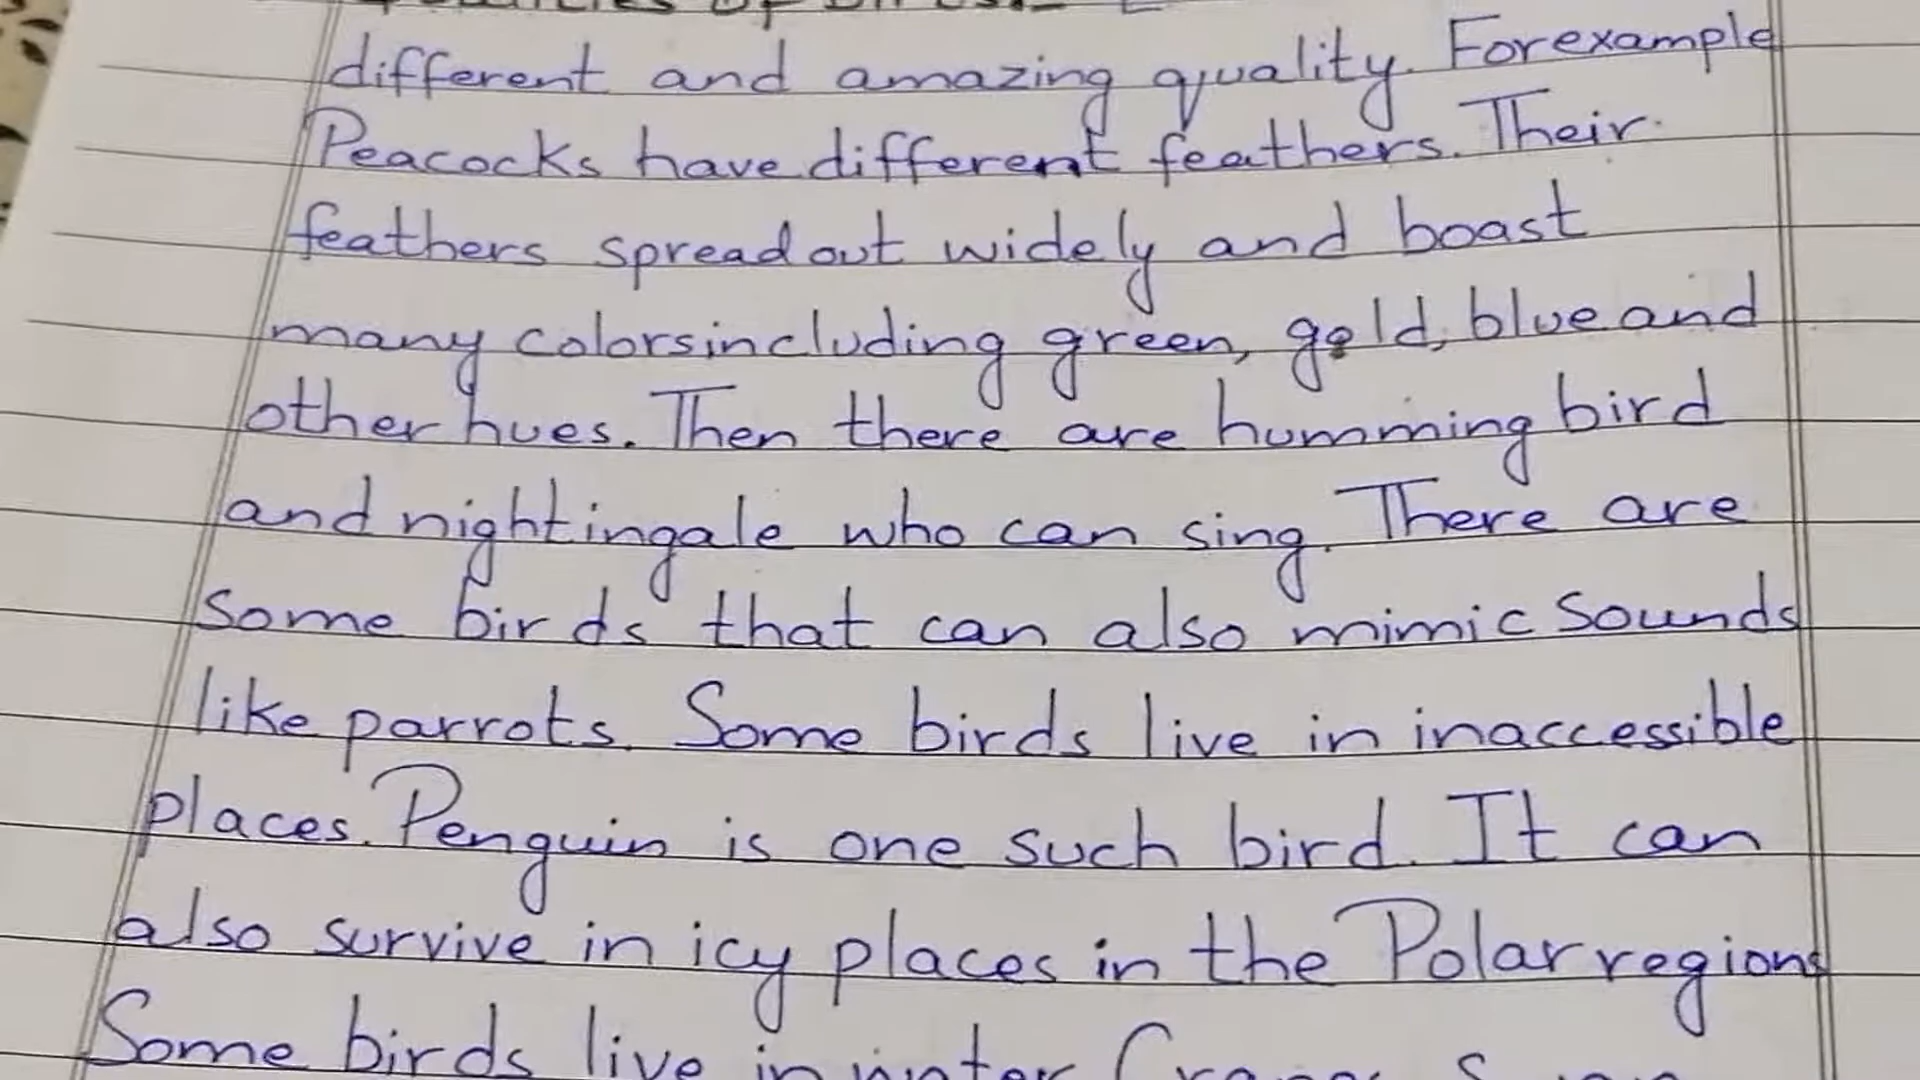 Qualities of Birds:-
different and amazing quality. For example
Peacocks have different feathers. Their
feathers spread out widely and boast
many colors including green, gold, blue and
other hues. Then there are humming bird
and nightingale who can sing. There are
Some birds that can also mimic Sounds
like parrots. Some birds live in inaccessible
places. Penguin is one such bird. It can
also survive in icy places in the Polar regions
Some birds live in